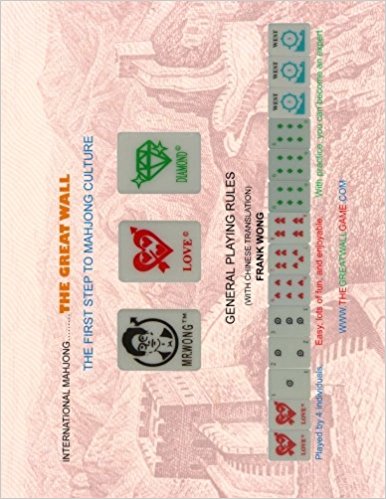 INTERNATIONAL MAHJONG.........THE GREAT WALL
THE FIRST STEP TO MAHJONG CULTURE
MR.WONG™
LOVE©
DIAMOND©
GENERAL PLAYING RULES
(WITH CHINESE TRANSLATION)
FRANK WONG
LOVE©
LOVE©
WEST
WEST
WEST
Played by 4 individuals. Easy, lots of fun, and enjoyable. With practice, you can become an expert
WWW.THEGREATWALLGAME.COM